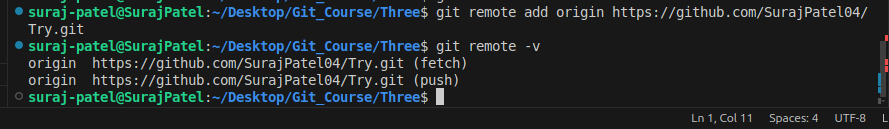 suraj-patel@SurajPatel:~/Desktop/Git_Course/Three$ git remote add origin https://github.com/SurajPatel04/
Try.git
suraj-patel@SurajPatel:~/Desktop/Git_Course/Three$ git remote -v
origin  https://github.com/SurajPatel04/Try.git (fetch)
origin  https://github.com/SurajPatel04/Try.git (push)
suraj-patel@SurajPatel:~/Desktop/Git_Course/Three$
Ln 1, Col 11 Spaces: 4 UTF-8 L